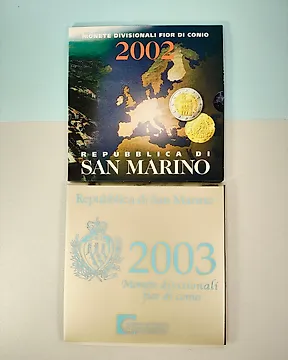 MONETE DIVISIONALI FIOR DI CONIO
2002
REPUBBLICA DI
SAN MARINO
Repubblica di San Marino
2003
Monete divisionali
fior di conio